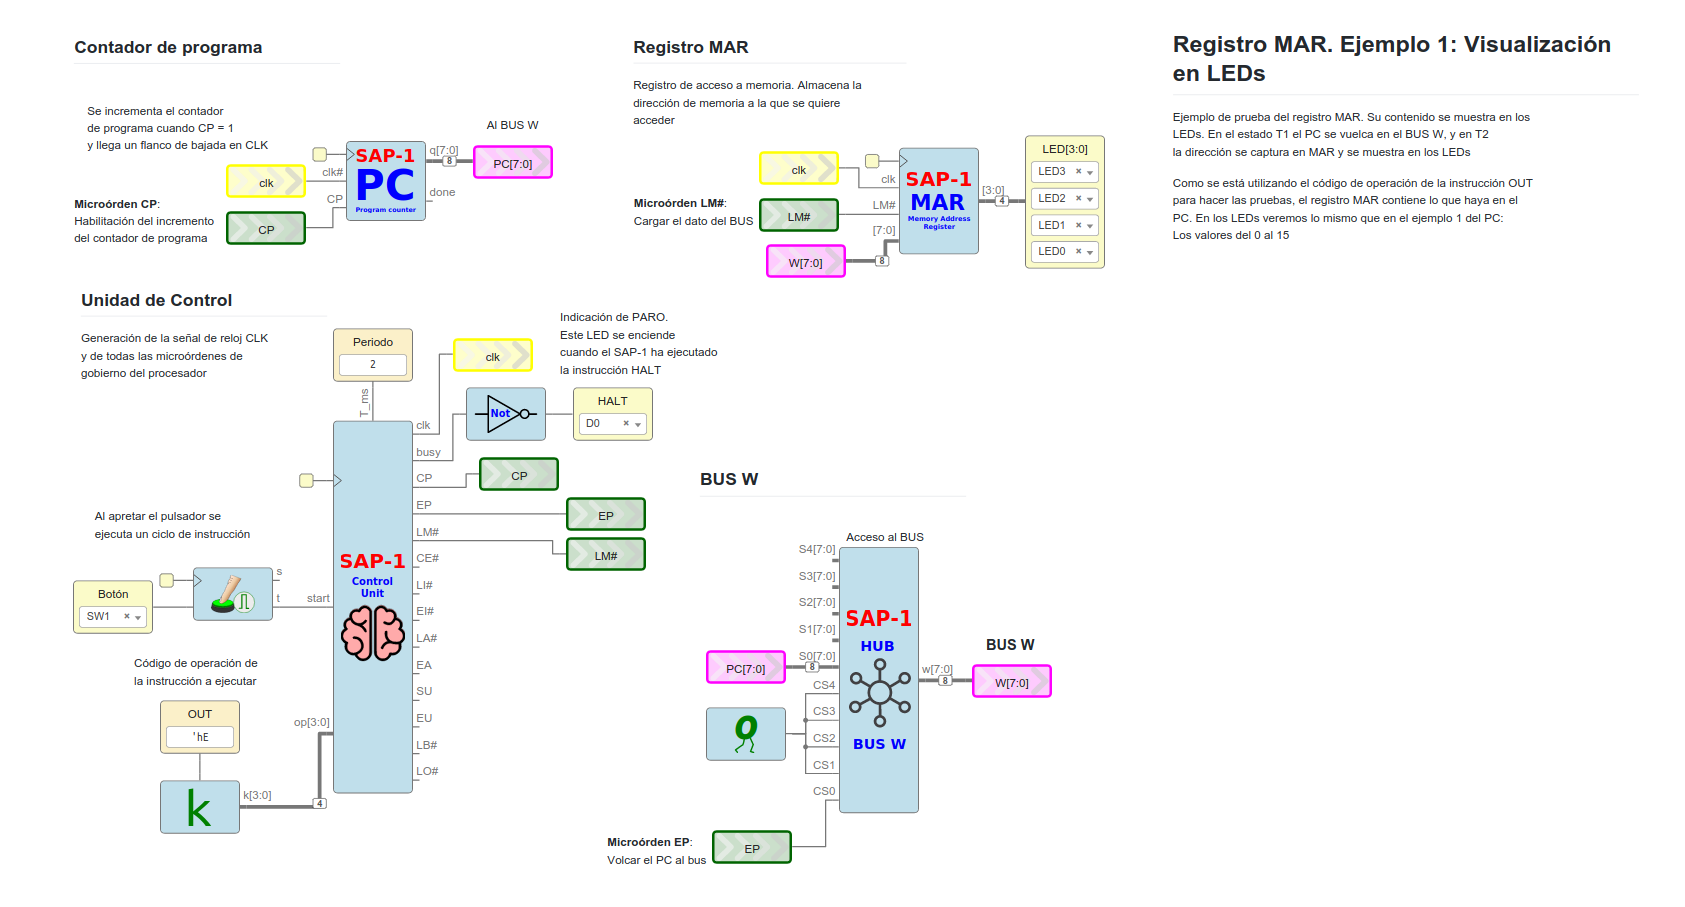 Contador de programa
Se incrementa el contador
de programa cuando CP = 1
y llega un flanco de bajada en CLK
Al BUS W
clk
clk#
CP
SAP-1
PC
Program counter
q[7:0]
8
done
PC[7:0]
Microórden CP:
Habilitación del incremento
del contador de programa
CP
Registro MAR
Registro de acceso a memoria. Almacena la
dirección de memoria a la que se quiere
acceder
clk
clk
Microórden LM#:
Cargar el dato del BUS
LM#
LM#
W[7:0]
8
[7:0]
SAP-1
MAR
Memory Address
Register
[3:0]
4
LED[3:0]
LED3
LED2
LED1
LED0
Registro MAR. Ejemplo 1: Visualización
en LEDs
Ejemplo de prueba del registro MAR. Su contenido se muestra en los
LEDs. En el estado T1 el PC se vuelca en el BUS W, y en T2
la dirección se captura en MAR y se muestra en los LEDs
Como se está utilizando el código de operación de la instrucción OUT
para hacer las pruebas, el registro MAR contiene lo que haya en el
PC. En los LEDs veremos lo mismo que en el ejemplo 1 del PC:
Los valores del 0 al 15
Unidad de Control
Generación de la señal de reloj CLK
y de todas las microórdenes de
gobierno del procesador
Periodo
2
T_ms
clk
Indicación de PARO.
Este LED se enciende
cuando el SAP-1 ha ejecutado
la instrucción HALT
Not
HALT
D0
clk
busy
CP
EP
LM#
CE#
LI#
EI#
LA#
EA
SU
EU
LB#
LO#
CP
EP
LM#
SAP-1
Control
Unit
Al apretar el pulsador se
ejecuta un ciclo de instrucción
Botón
SW1
s
t
start
Código de operación de
la instrucción a ejecutar
OUT
'hE
k
k[3:0]
4
op[3:0]
BUS W
Acceso al BUS
S4[7:0]
S3[7:0]
S2[7:0]
S1[7:0]
S0[7:0]
CS4
CS3
CS2
CS1
CS0
PC[7:0]
8
0
SAP-1
HUB
BUS W
w[7:0]
8
BUS W
W[7:0]
Microórden EP:
Volcar el PC al bus
EP